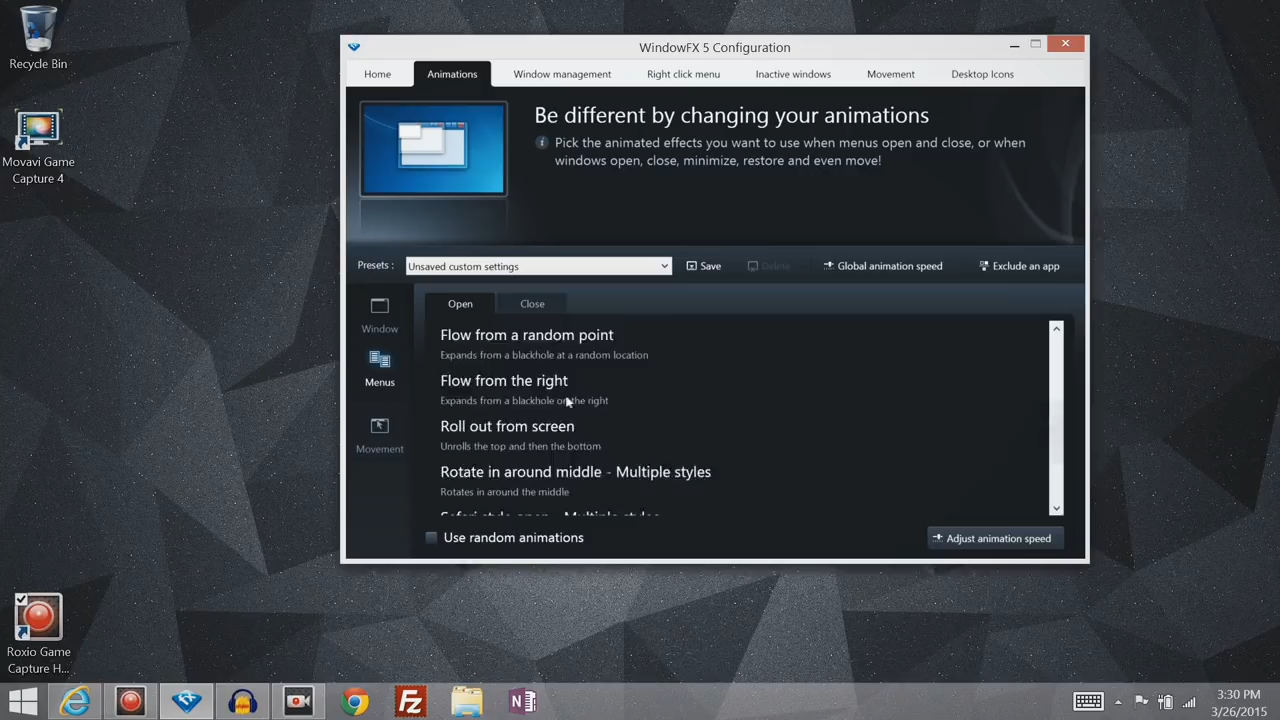 Recycle Bin
Movavi Game
Capture 4
Roxio Game
Capture H...
WindowFX 5 Configuration
Home
Animations
Window management
Right click menu
Inactive windows
Movement
Desktop Icons
Be different by changing your animations
Pick the animated effects you want to use when menus open and close, or when
windows open, close, minimize, restore and even move!
Presets :
Unsaved custom settings
Save
Delete
Global animation speed
Exclude an app
Window
Menus
Movement
Open
Close
Flow from a random point
Expands from a blackhole at a random location
Flow from the right
Expands from a blackhole on the right
Roll out from screen
Unrolls the top and then the bottom
Rotate in around middle - Multiple styles
Rotates in around the middle
Safari style open - Multiple styles
Use random animations
Adjust animation speed
3:30 PM
3/26/2015